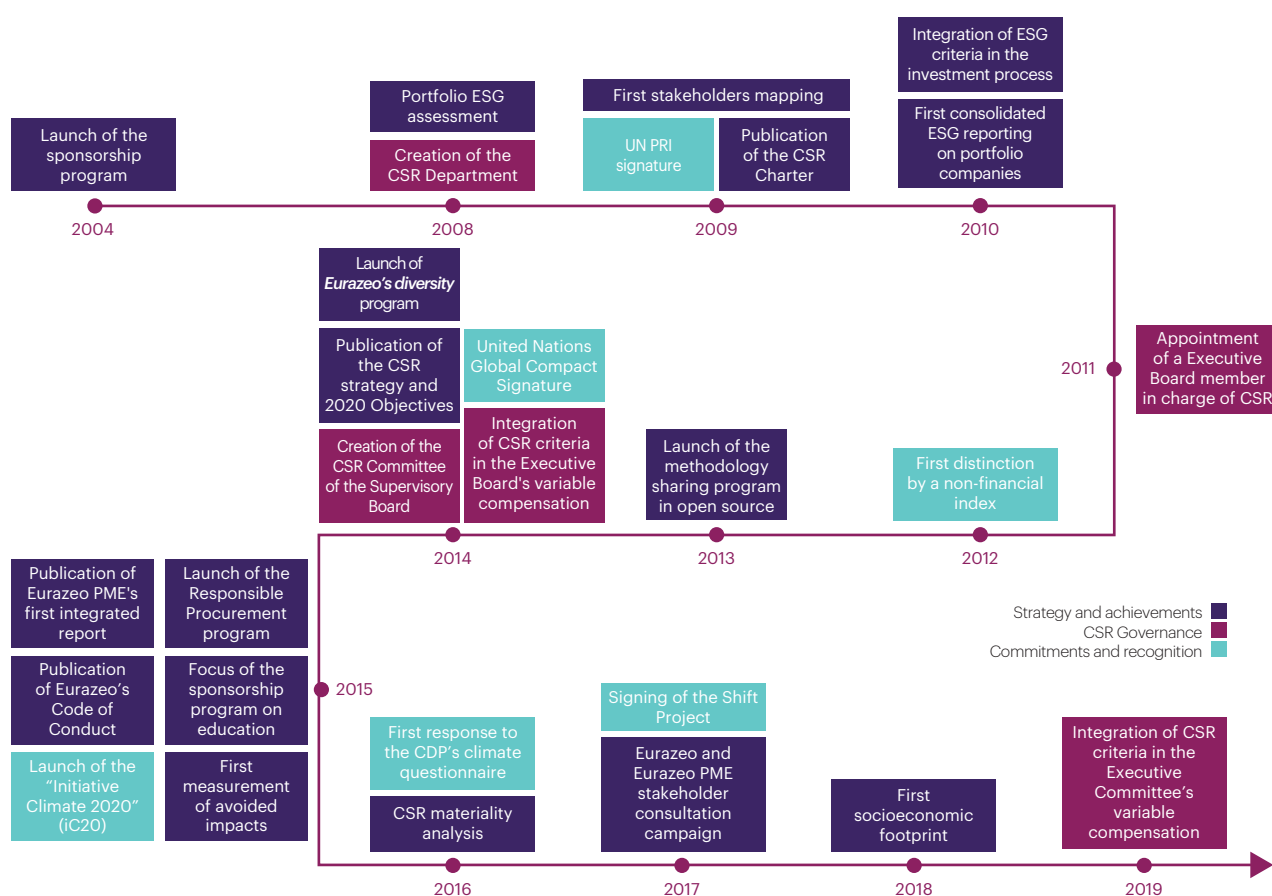 Launch of the
sponsorship
program
2004
Portfolio ESG
assessment
Creation of the
CSR Department
2008
First stakeholders mapping
UN PRI
signature
Publication
of the CSR
Charter
2009
Integration of ESG
criteria in the
investment process
First consolidated
ESG reporting
on portfolio
companies
2010
2011
Appointment
of a Executive
Board member
in charge of CSR
First distinction
by a non-financial
index
2012
Launch of the
methodology
sharing program
in open source
2013
Launch of
Eurazeo's diversity
program
Publication of
the CSR
strategy and
2020 Objectives
Creation of the
CSR Committee
of the Supervisory
Board
United Nations
Global Compact
Signature
Integration
of CSR criteria
in the Executive
Board's variable
compensation
2014
Strategy and achievements
CSR Governance
Commitments and recognition
Publication of
Eurazeo PME's
first integrated
report
Launch of the
Responsible
Procurement
program
Publication
of Eurazeo’s
Code of
Conduct
Focus of the
sponsorship
program on
education
Launch of the
“Initiative
Climate 2020”
(iC20)
First
measurement
of avoided
impacts
2015
First response to
the CDP’s climate
questionnaire
CSR materiality
analysis
2016
Signing of the Shift
Project
Eurazeo and
Eurazeo PME
stakeholder
consultation
campaign
2017
First
socioeconomic
footprint
2018
Integration of CSR
criteria in the
Executive
Committee’s
variable
compensation
2019